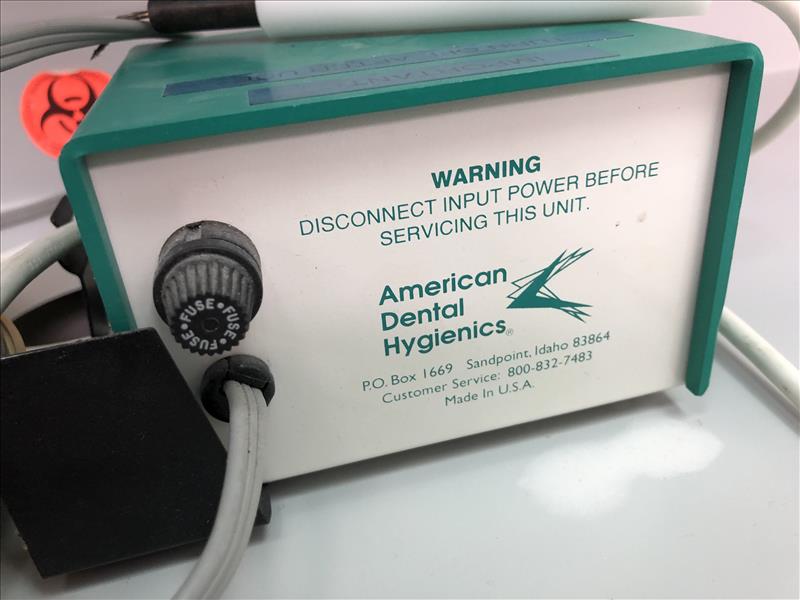 IMPORTANT
WARNING
DISCONNECT INPUT POWER BEFORE
SERVICING THIS UNIT.
FUSE • FUSE • FUSE •
American
Dental
Hygienics®
P.O. Box 1669 Sandpoint, Idaho 83864
Customer Service: 800-832-7483
Made In U.S.A.